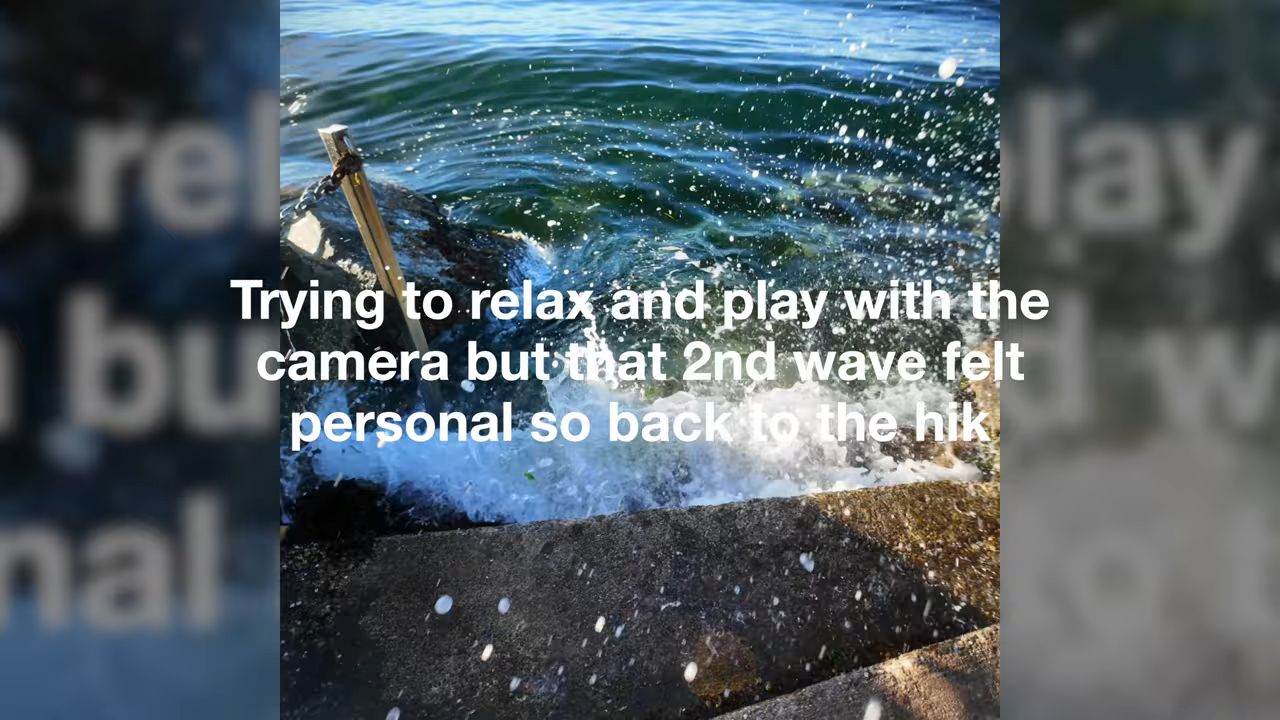 Trying to relax and play with the
camera but that 2nd wave felt
personal so back to the hik